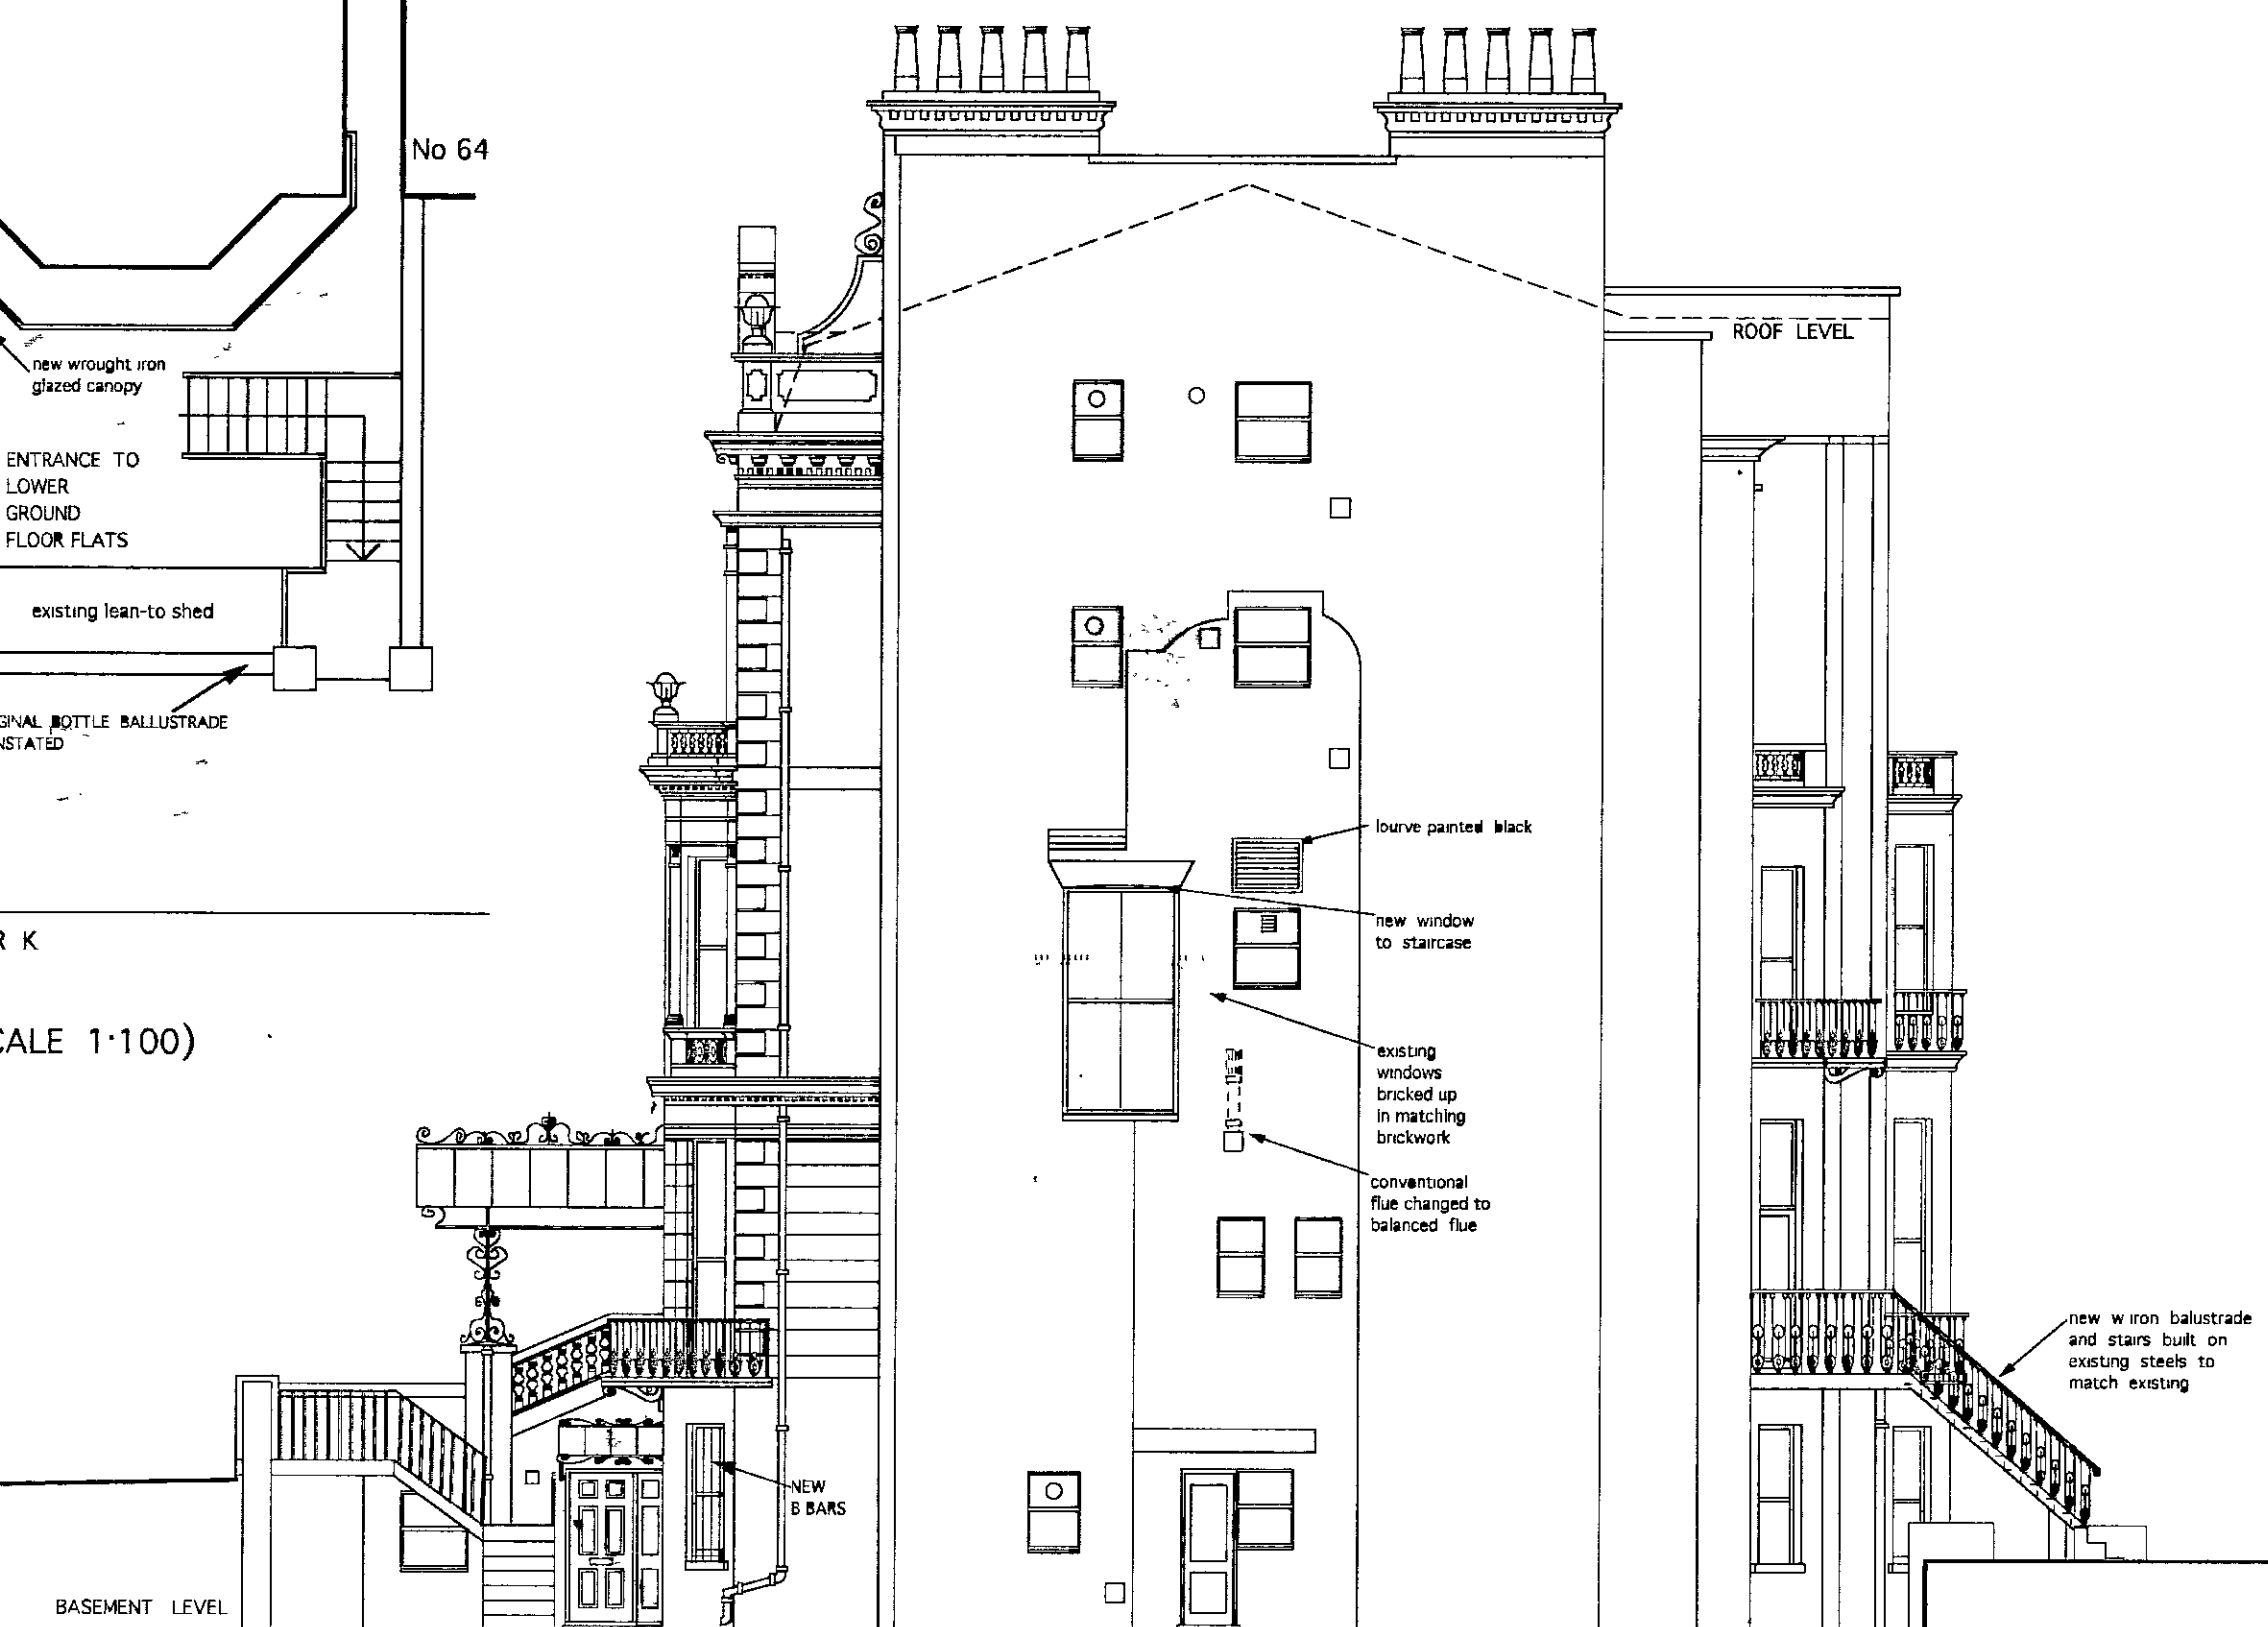 No 64
new wrought iron
glazed canopy
ENTRANCE TO
LOWER
GROUND
FLOOR FLATS
existing lean-to shed
GINAL BOTTLE BALLUSTRADE
NSTATED
R K
CALE 1:100)
BASEMENT LEVEL
ROOF LEVEL
lourve painted black
new window
to staircase
existing
windows
bricked up
in matching
brickwork
conventional
flue changed to
balanced flue
NEW
B BARS
new w iron balustrade
and stairs built on
existing steels to
match existing